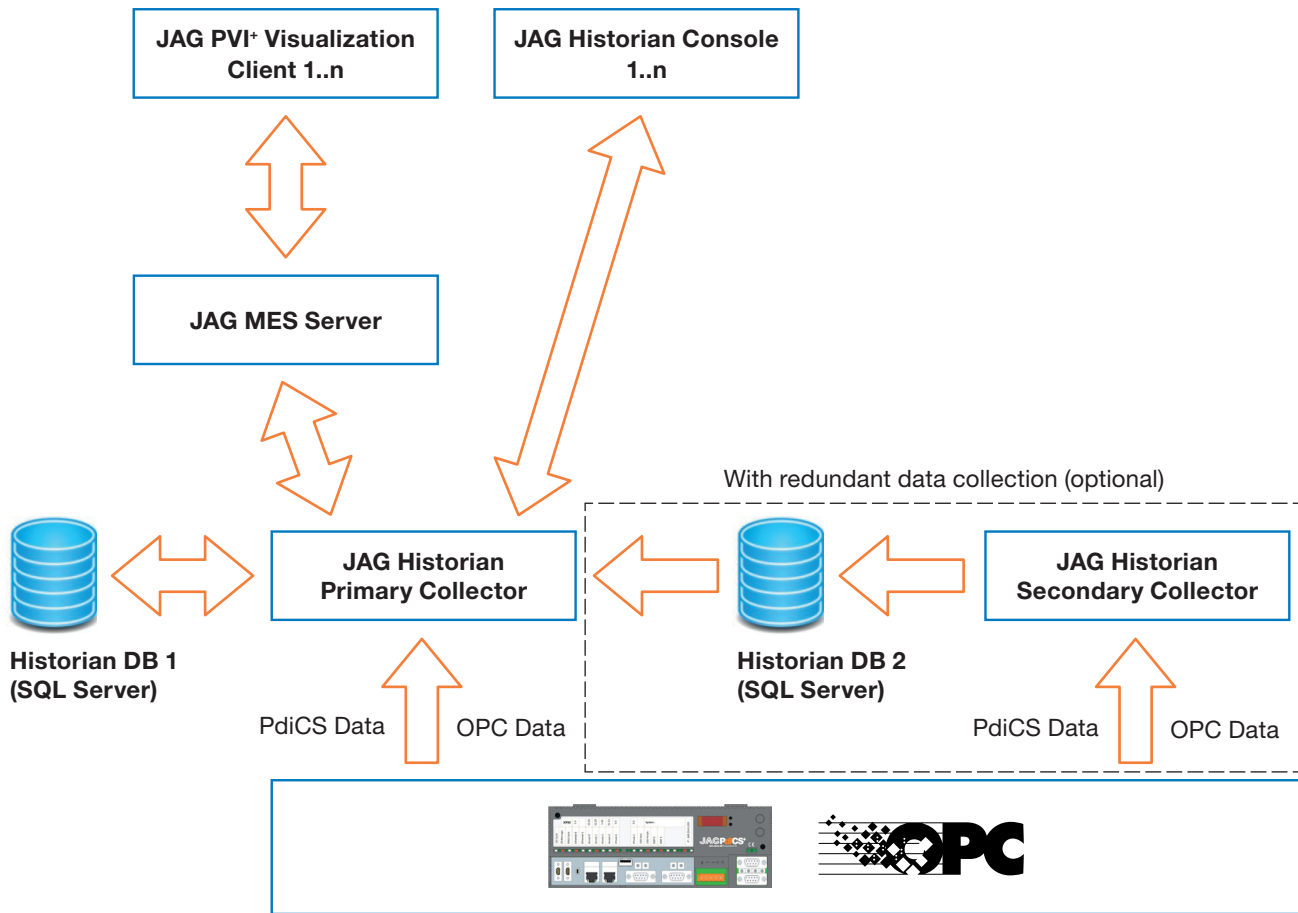 JAG PVI+ Visualization
Client 1..n
JAG Historian Console
1..n
JAG MES Server
With redundant data collection (optional)
JAG Historian
Primary Collector
JAG Historian
Secondary Collector
Historian DB 1
(SQL Server)
Historian DB 2
(SQL Server)
PdiCS Data
OPC Data
PdiCS Data
OPC Data
OPC